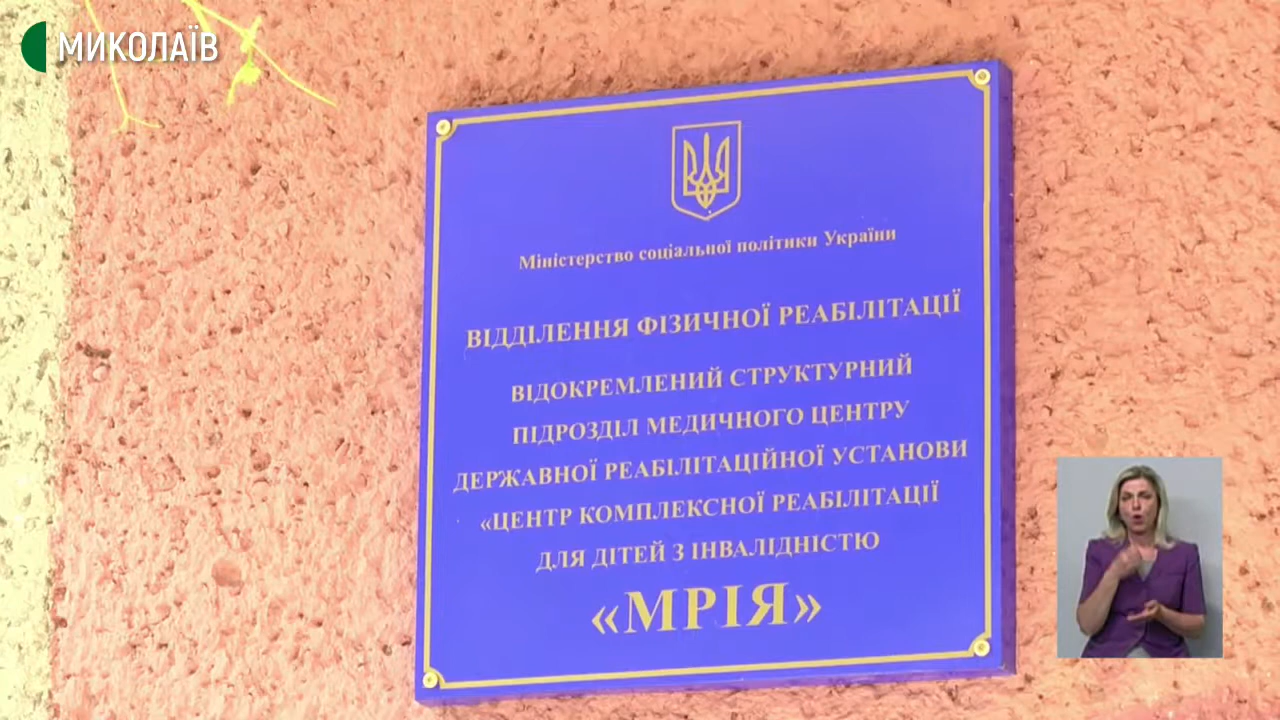 МИКОЛАЇВ
Міністерство соціальної політики України
ВІДДІЛЕННЯ ФІЗИЧНОЇ РЕАБІЛІТАЦІЇ
ВІДОКРЕМЛЕНИЙ СТРУКТУРНИЙ
ПІДРОЗДІЛ МЕДИЧНОГО ЦЕНТРУ
ДЕРЖАВНОЇ РЕАБІЛІТАЦІЙНОЇ УСТАНОВИ
«ЦЕНТР КОМПЛЕКСНОЇ РЕАБІЛІТАЦІЇ
ДЛЯ ДІТЕЙ З ІНВАЛІДНІСТЮ
«МРІЯ»